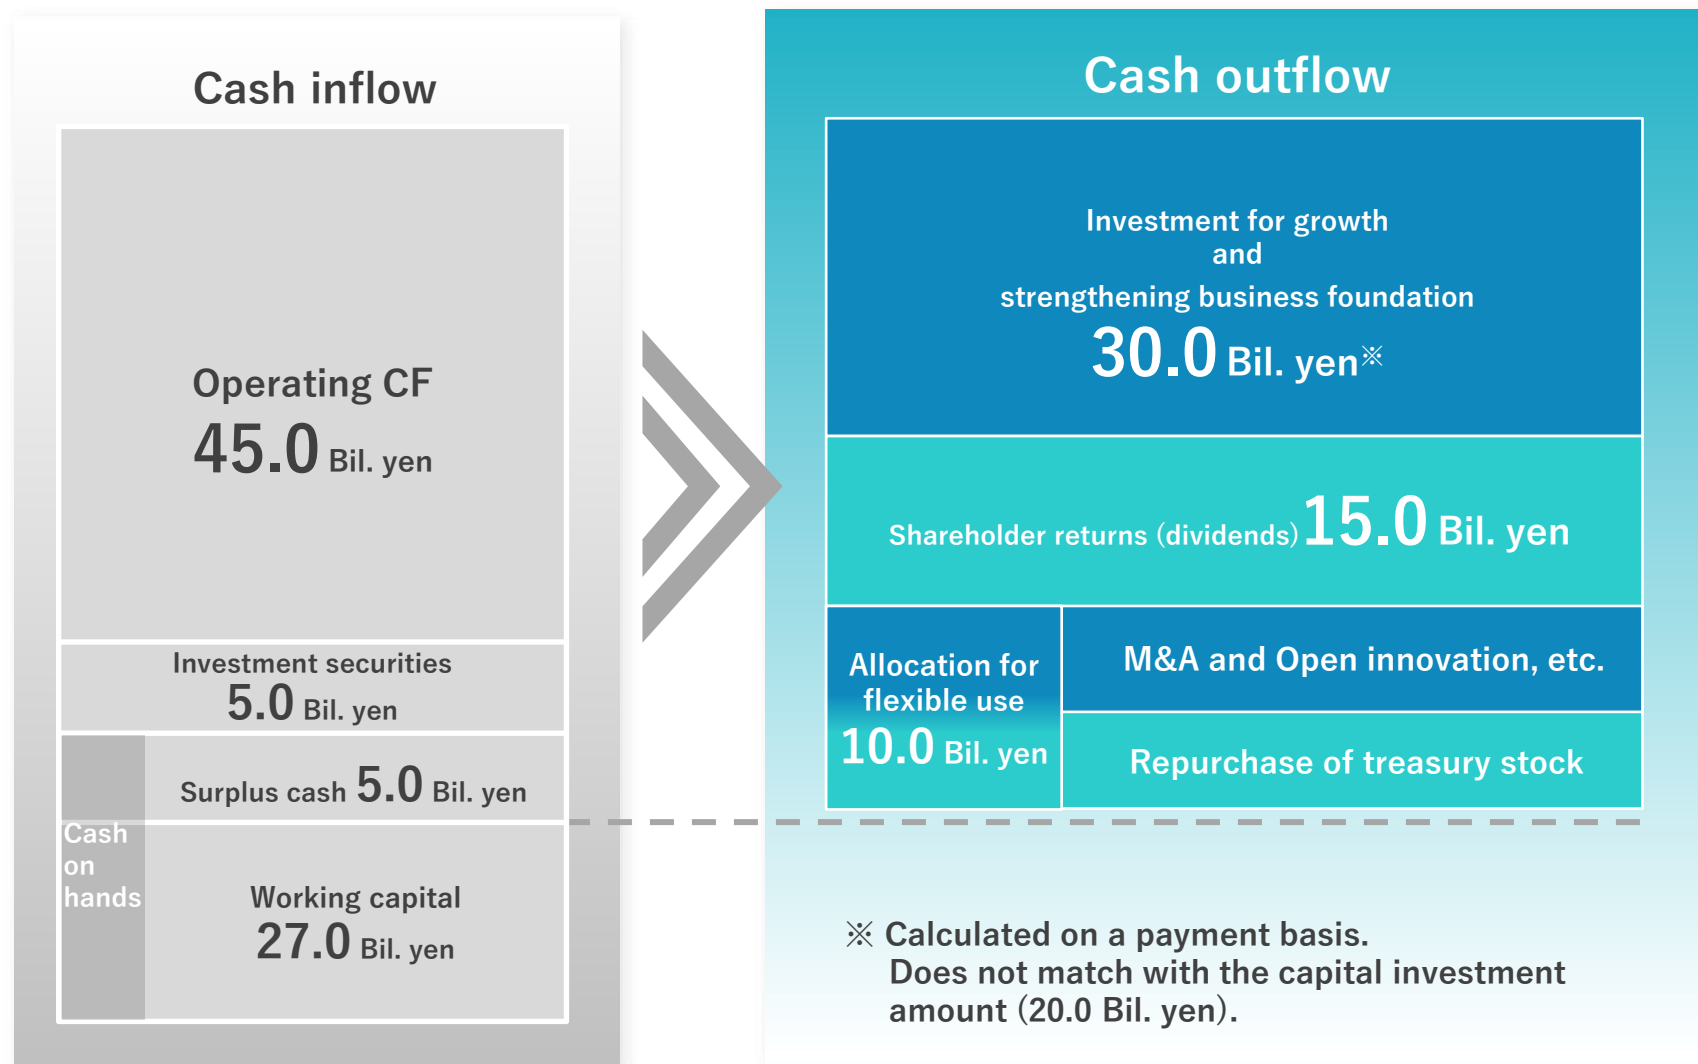 Cash inflow
Operating CF
45.0 Bil. yen
Investment securities
5.0 Bil. yen
Surplus cash 5.0 Bil. yen
Cash
on
hands
Working capital
27.0 Bil. yen
Cash outflow
Investment for growth
and
strengthening business foundation
30.0 Bil. yen※
Shareholder returns (dividends) 15.0 Bil. yen
Allocation for
flexible use
10.0 Bil. yen
M&A and Open innovation, etc.
Repurchase of treasury stock
※ Calculated on a payment basis.
Does not match with the capital investment
amount (20.0 Bil. yen).